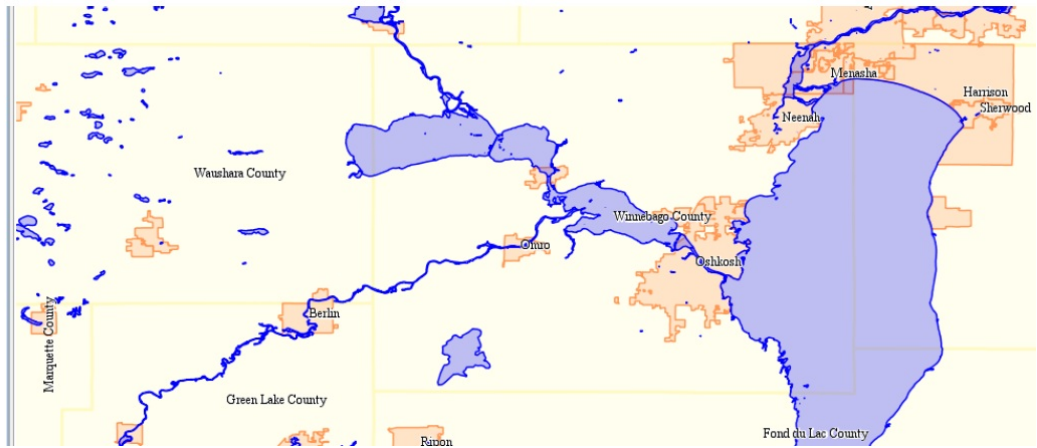 Menasha
Harrison
Sherwood
Neenah
Waushara County
Winnebago County
Omro
Oshkosh
Berlin
Marquette County
Green Lake County
Fond du Lac County
Ripon